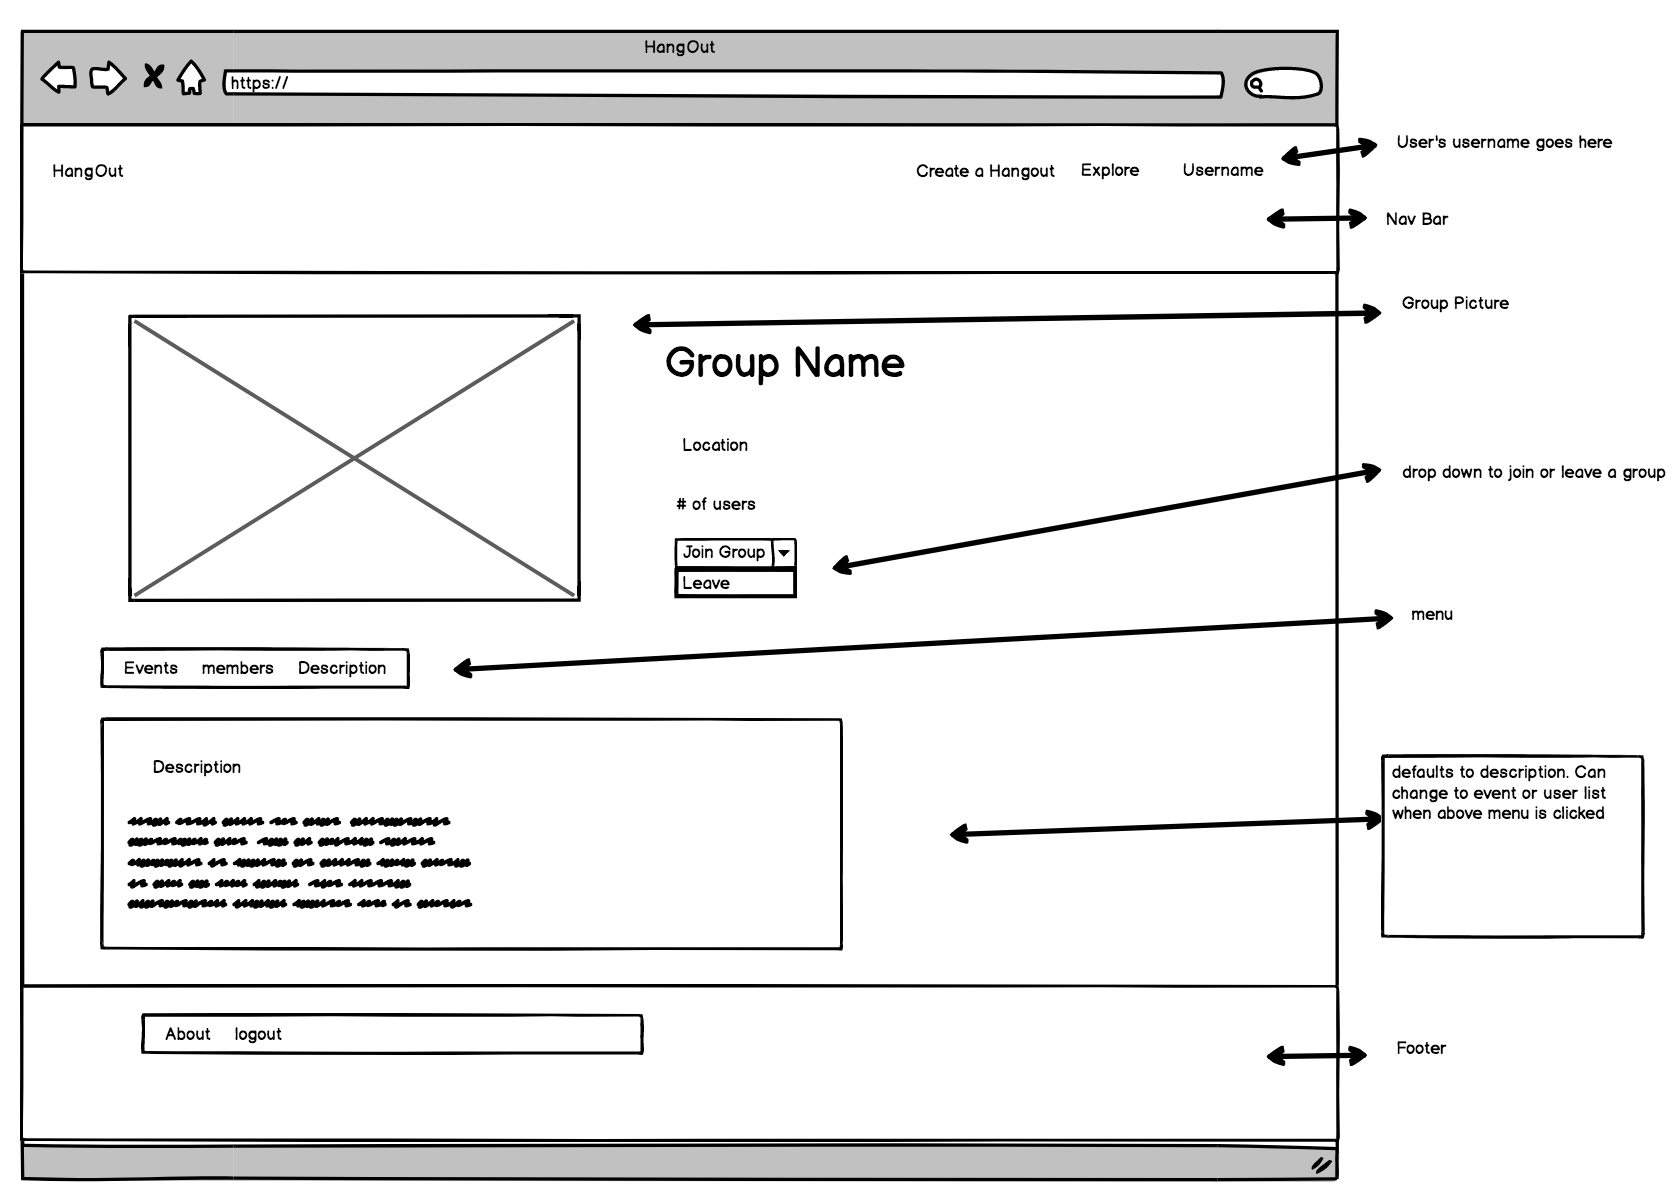 HangOut
https://
HangOut
Create a Hangout
Explore
Username
User's username goes here
Nav Bar
Group Picture
Group Name
Location
# of users
Join Group
Leave
drop down to join or leave a group
menu
Events members Description
Description
defaults to description. Can
change to event or user list
when above menu is clicked
About logout
Footer